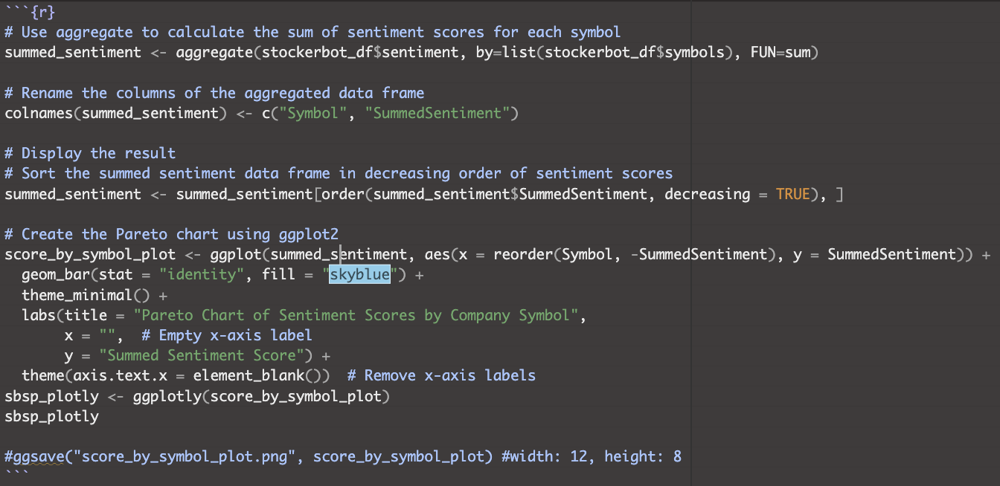 ```{r}
# Use aggregate to calculate the sum of sentiment scores for each symbol
summed_sentiment <- aggregate(stockerbot_df$sentiment, by=list(stockerbot_df$symbols), FUN=sum)

# Rename the columns of the aggregated data frame
colnames(summed_sentiment) <- c("Symbol", "SummedSentiment")

# Display the result
# Sort the summed sentiment data frame in decreasing order of sentiment scores
summed_sentiment <- summed_sentiment[order(summed_sentiment$SummedSentiment, decreasing = TRUE), ]

# Create the Pareto chart using ggplot2
score_by_symbol_plot <- ggplot(summed_sentiment, aes(x = reorder(Symbol, -SummedSentiment), y = SummedSentiment)) +
  geom_bar(stat = "identity", fill = "skyblue") +
  theme_minimal() +
  labs(title = "Pareto Chart of Sentiment Scores by Company Symbol",
       x = "",  # Empty x-axis label
       y = "Summed Sentiment Score") +
  theme(axis.text.x = element_blank())  # Remove x-axis labels
sbsp_plotly <- ggplotly(score_by_symbol_plot)
sbsp_plotly

#ggsave("score_by_symbol_plot.png", score_by_symbol_plot) #width: 12, height: 8
```